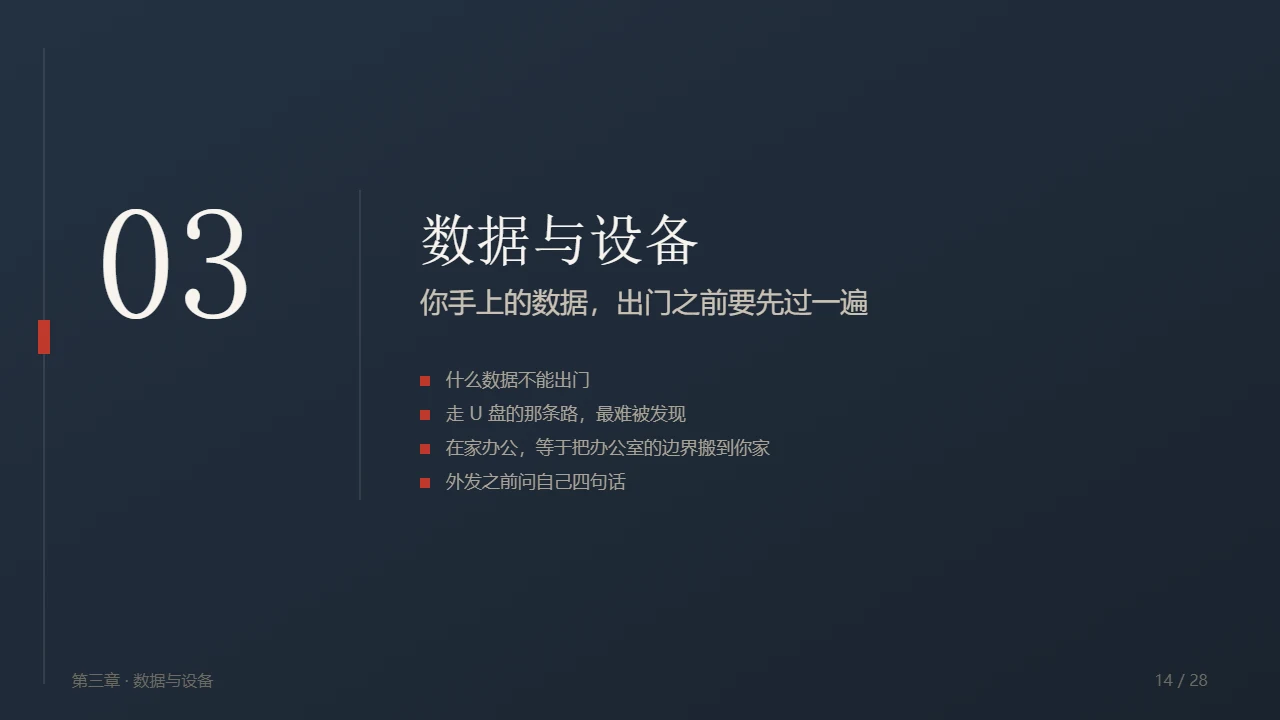 03
数据与设备
你手上的数据，出门之前要先过一遍
什么数据不能出门
走 U 盘的那条路，最难被发现
在家办公，等于把办公室的边界搬到你家
外发之前问自己四句话
第三章 · 数据与设备
14 / 28